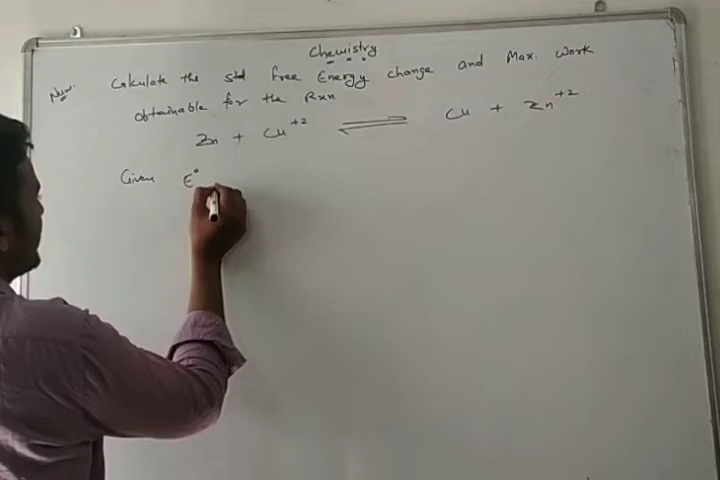 Chemistry
Num: Calculate the std. free Energy change and Max. Work
obtainable for the Rxn
Zn + Cu+2 ⇌ Cu + Zn+2
Given E°